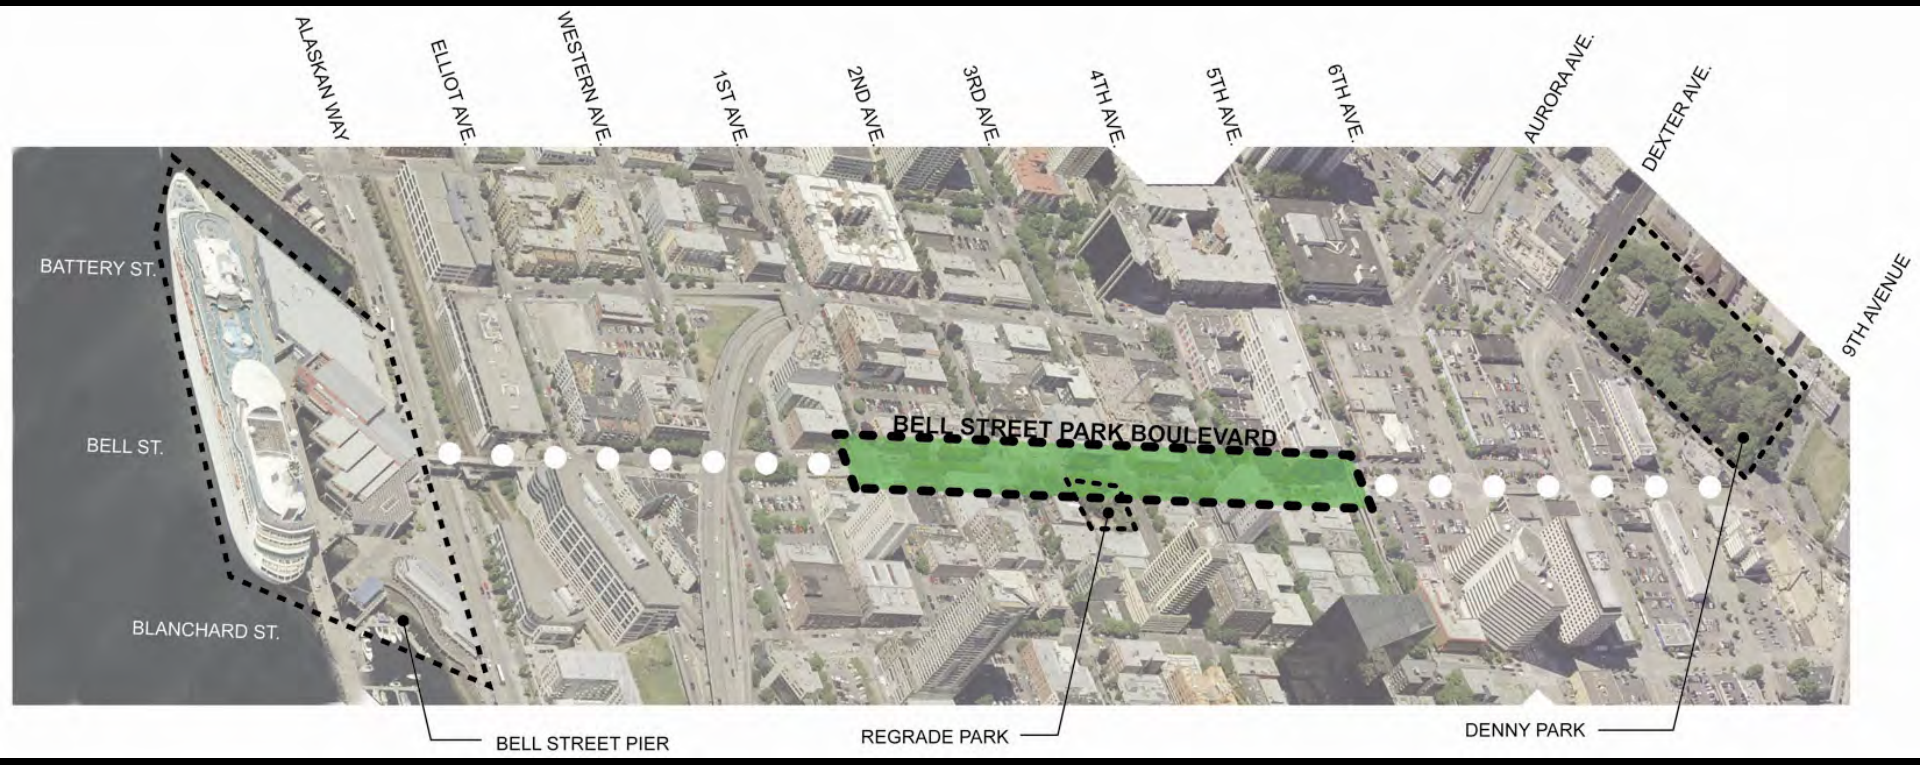 ALASKAN WAY
ELLIOT AVE.
WESTERN AVE.
1ST AVE.
2ND AVE.
3RD AVE.
4TH AVE.
5TH AVE.
6TH AVE.
AURORA AVE.
DEXTER AVE.
9TH AVENUE
BATTERY ST.
BELL ST.
BLANCHARD ST.
BELL STREET PARK BOULEVARD
BELL STREET PIER
REGRADE PARK
DENNY PARK